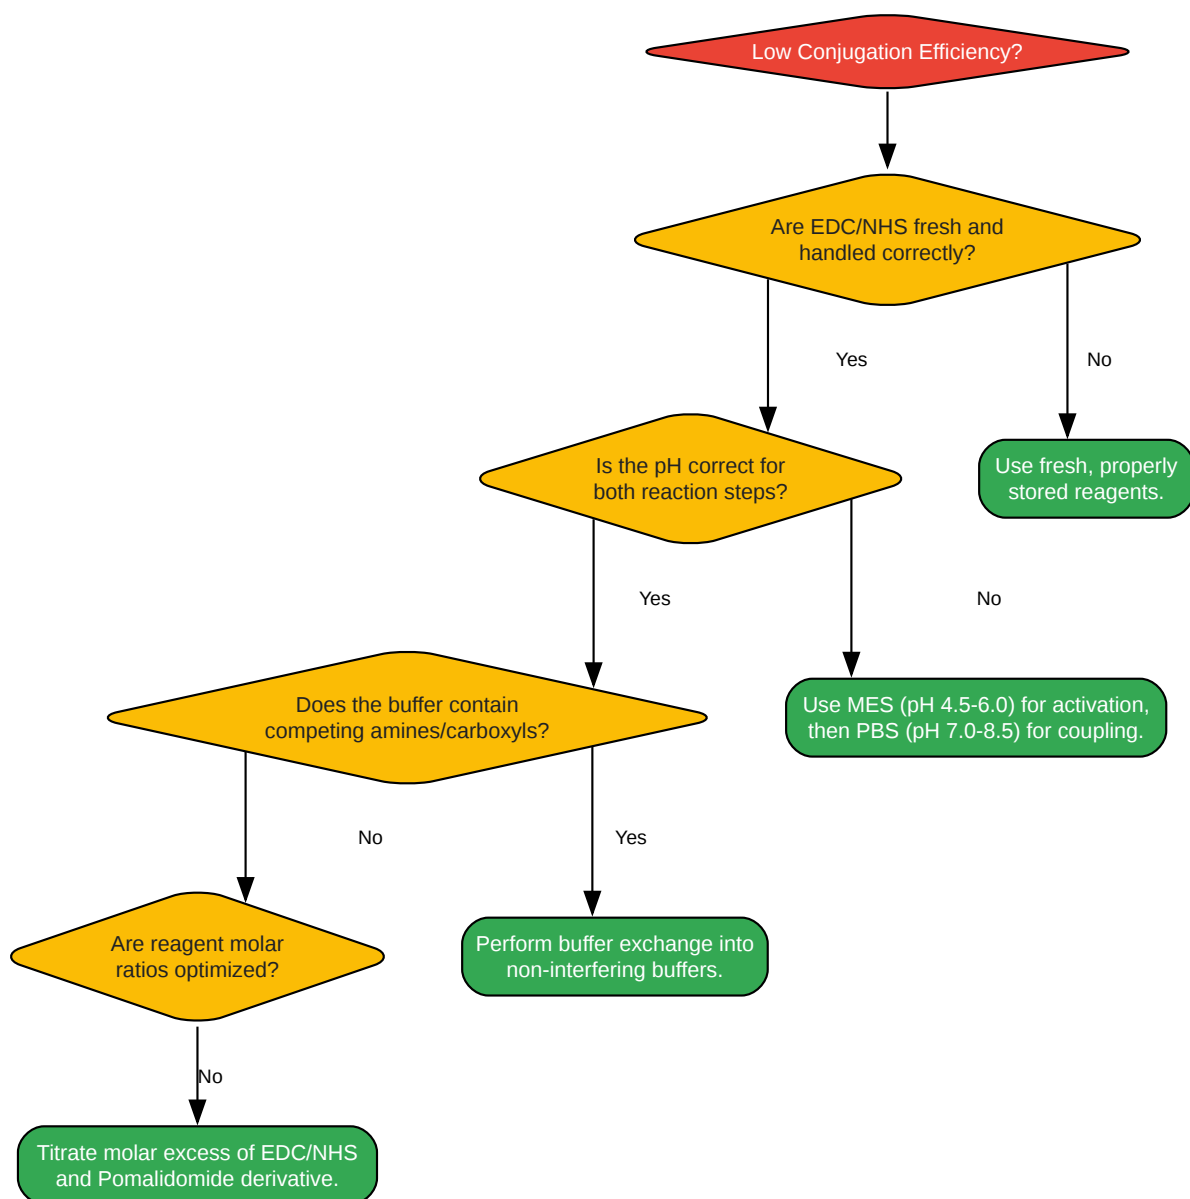 Low Conjugation Efficiency?
Are EDC/NHS fresh and
handled correctly?
Yes
No
Is the pH correct for
both reaction steps?
Use fresh, properly
stored reagents.
Yes
No
Does the buffer contain
competing amines/carboxyls?
Use MES (pH 4.5-6.0) for activation,
then PBS (pH 7.0-8.5) for coupling.
No
Yes
Are reagent molar
ratios optimized?
Perform buffer exchange into
non-interfering buffers.
No
Titrate molar excess of EDC/NHS
and Pomalidomide derivative.